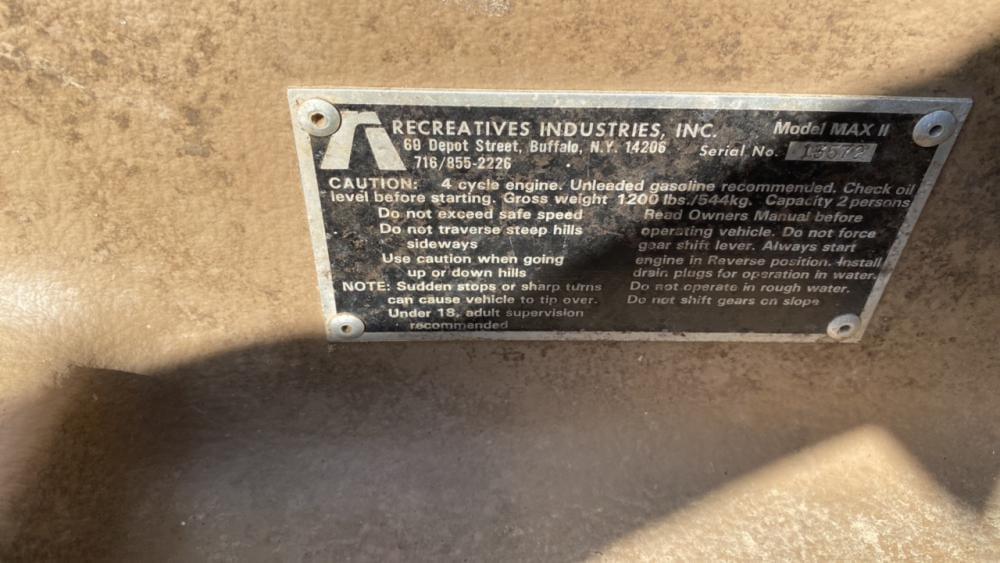 RECREATIVES INDUSTRIES, INC. Model MAX II
69 Depot Street, Buffalo, N.Y. 14206 Serial No.
716/855-2226
CAUTION: 4 cycle engine. Unleaded gasoline recommended. Check oil
level before starting. Gross weight 1200 lbs./544kg. Capacity 2 persons
Do not exceed safe speed
Do not traverse steep hills
sideways
Use caution when going
up or down hills
NOTE: Sudden stops or sharp turns
can cause vehicle to tip over.
Under 18, adult supervision
recommended
Read Owners Manual before
operating vehicle. Do not force
gear shift lever. Always start
engine in Reverse position. Install
drain plugs for operation in water.
Do not operate in rough water.
Do not shift gears on slope